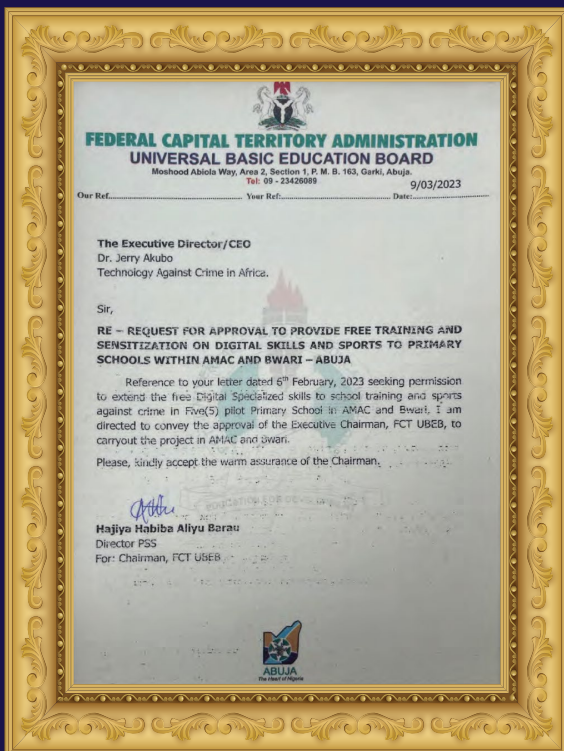 FEDERAL CAPITAL TERRITORY ADMINISTRATION
UNIVERSAL BASIC EDUCATION BOARD
Moshood Abiola Way, Area 2, Section 1, P. M. B. 163, Garki, Abuja.
Tel: 09 - 23426089
9/03/2023
Our Ref........................ Your Ref:........................ Date:........................
The Executive Director/CEO
Dr. Jerry Akubo
Technology Against Crime in Africa.
Sir,
RE – REQUEST FOR APPROVAL TO PROVIDE FREE TRAINING AND
SENSITIZATION ON DIGITAL SKILLS AND SPORTS TO PRIMARY
SCHOOLS WITHIN AMAC AND BWARI – ABUJA
Reference to your letter dated 6th February, 2023 seeking permission
to extend the free Digital Specialized skills to school training and sports
against crime in Five(5) pilot Primary School in AMAC and Bwari, I am
directed to convey the approval of the Executive Chairman, FCT UBEB, to
carryout the project in AMAC and Bwari.
Please, kindly accept the warm assurance of the Chairman.
Hajiya Habiba Aliyu Barau
Director PSS
For: Chairman, FCT UBEB
ABUJA
The Heart of Nigeria